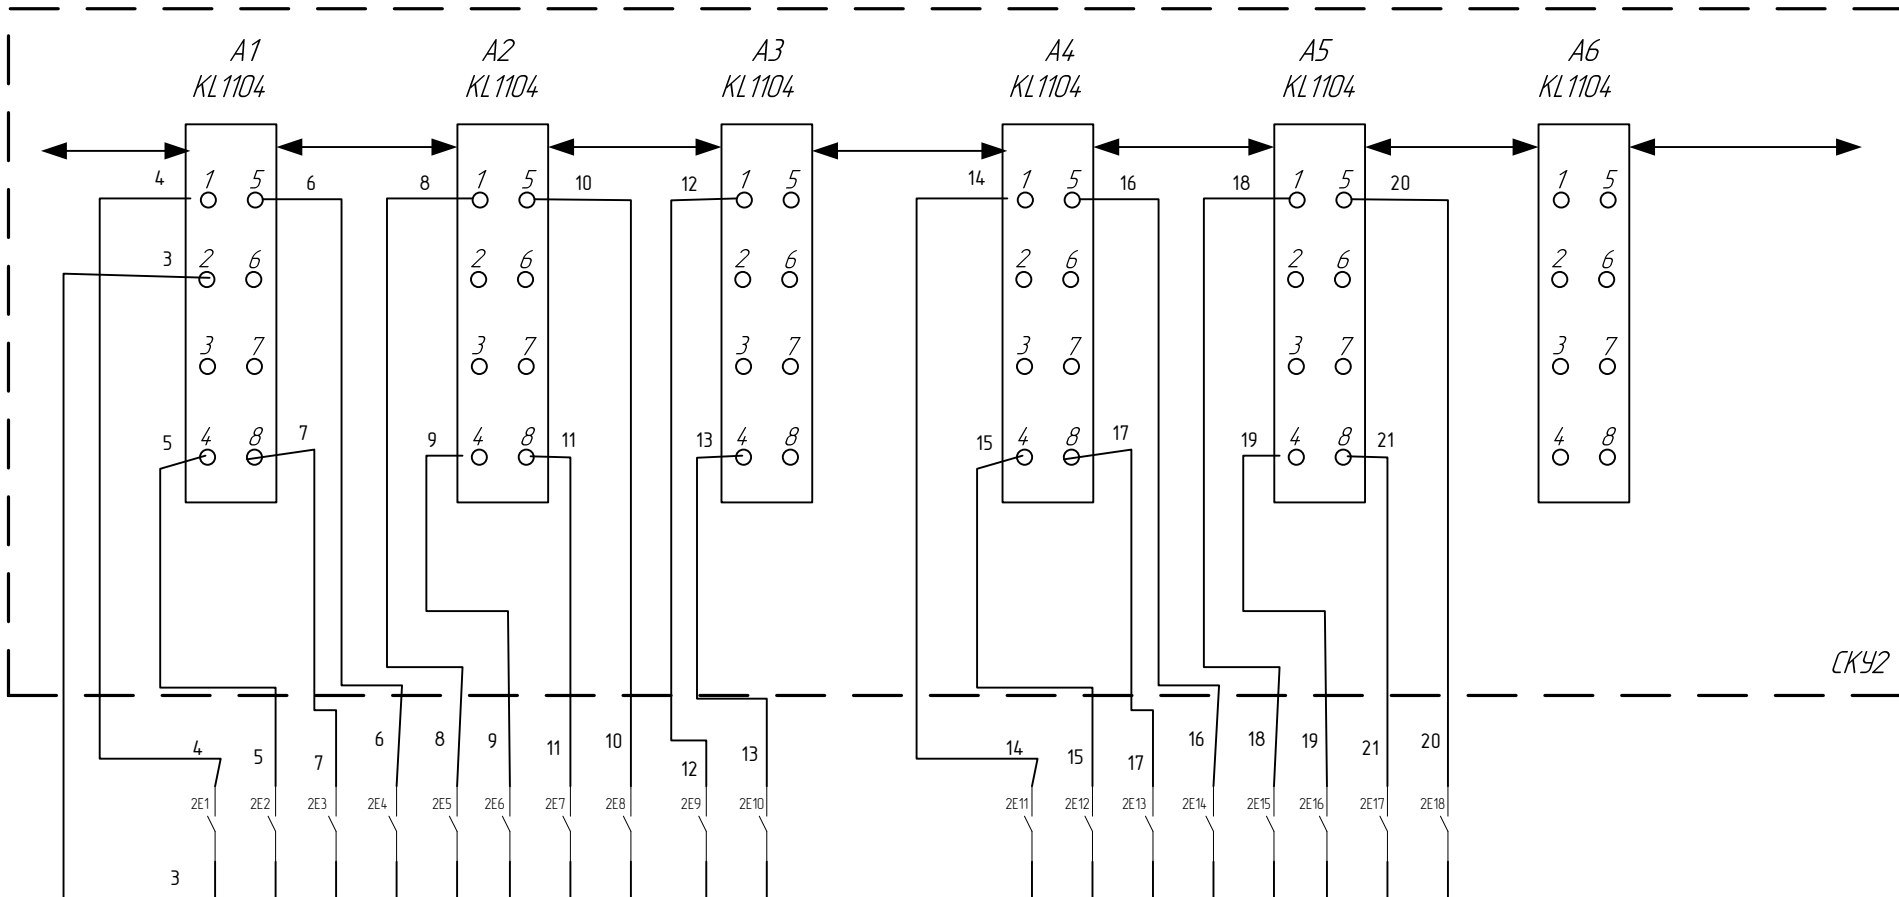 A1 A2 A3 A4 A5 A6
KL1104 KL1104 KL1104 KL1104 KL1104 KL1104
4 1 5 6 8 1 5 10 12 1 5 14 1 5 16 18 1 5 20 1 5
3 2 6 2 6 2 6 2 6 2 6 2 6
3 7 3 7 3 7 3 7 3 7 3 7
5 4 8 7 9 4 8 11 13 4 8 15 4 8 17 19 4 8 21 4 8
СКУ2
4 5 7 6 8 9 11 10 12 13 14 15 17 16 18 19 21 20
2E1 2E2 2E3 2E4 2E5 2E6 2E7 2E8 2E9 2E10 2E11 2E12 2E13 2E14 2E15 2E16 2E17 2E18
3